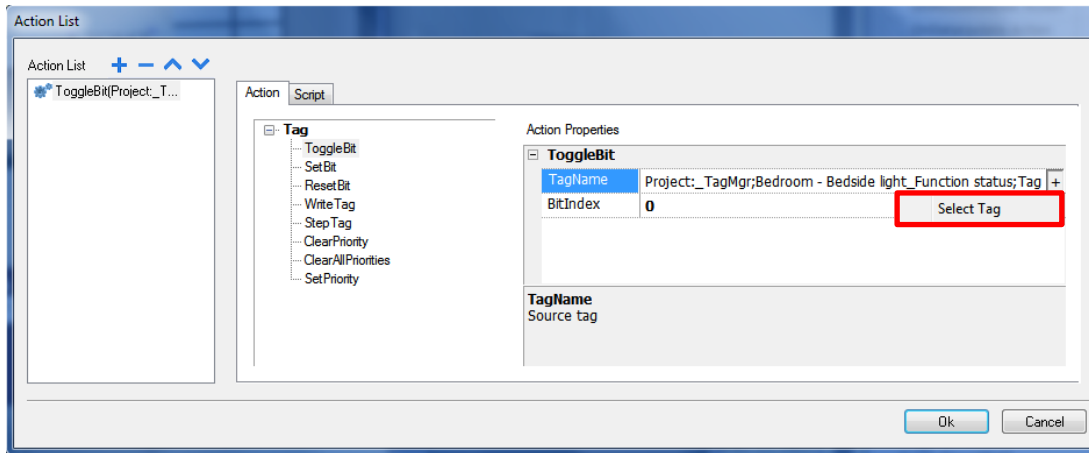 Action List
Action List
ToggleBit(Project:_T...
Action Script
Tag
ToggleBit
SetBit
ResetBit
WriteTag
StepTag
ClearPriority
ClearAllPriorities
SetPriority
Action Properties
ToggleBit
TagName Project:_TagMgr;Bedroom - Bedside light_Function status;Tag +
BitIndex 0
Select Tag
TagName
Source tag
Ok Cancel